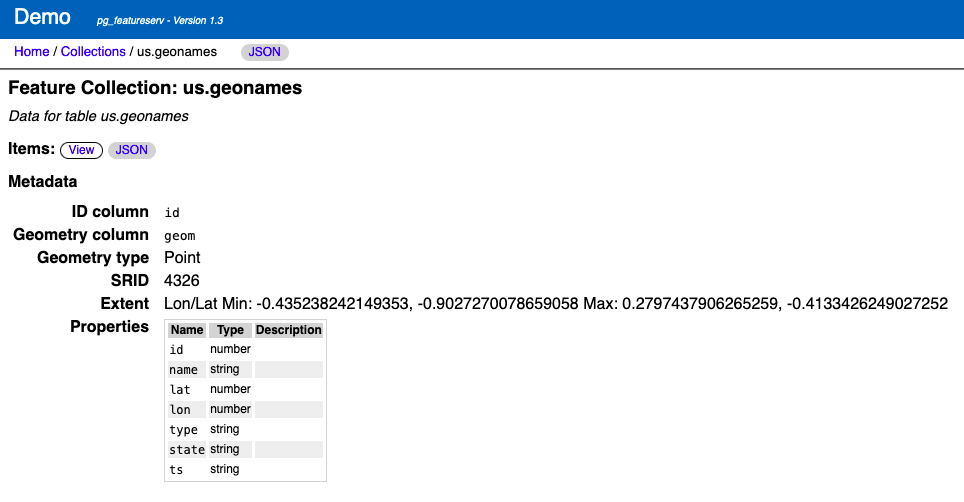 Demo pg_featureserv - Version 1.3
Home / Collections / us.geonames JSON
Feature Collection: us.geonames
Data for table us.geonames
Items: View JSON
Metadata
ID column id
Geometry column geom
Geometry type Point
SRID 4326
Extent Lon/Lat Min: -0.435238242149353, -0.9027270078659058 Max: 0.2797437906265259, -0.4133426249027252
Properties
Name Type Description
id number
name string
lat number
lon number
type string
state string
ts string